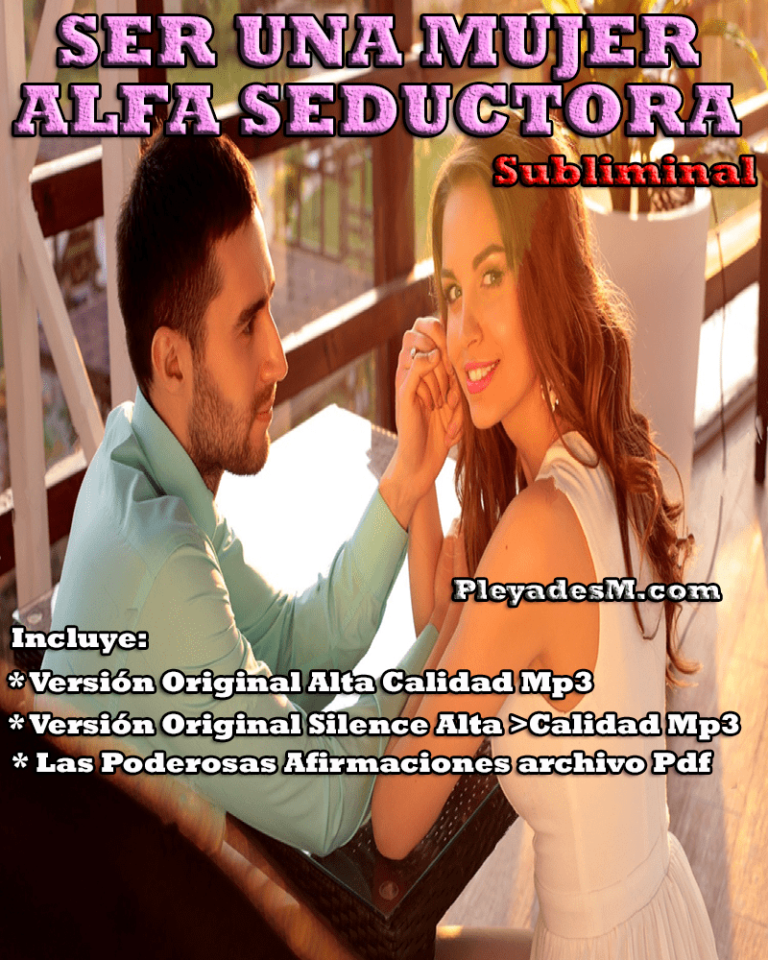 SER UNA MUJER
ALFA SEDUCTORA
Subliminal
PleyadesM.com
Incluye:
* Versión Original Alta Calidad Mp3
* Versión Original Silence Alta >Calidad Mp3
* Las Poderosas Afirmaciones archivo Pdf